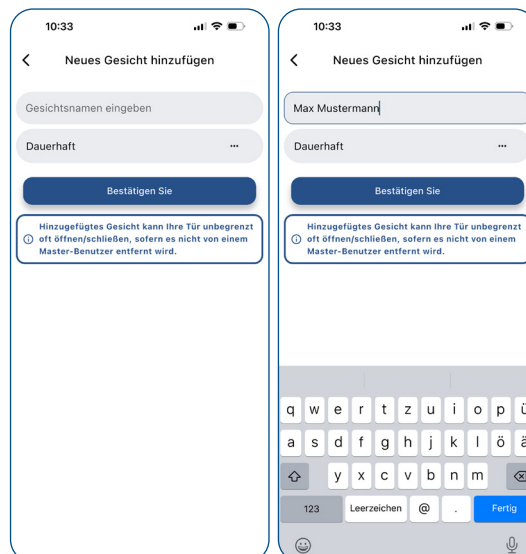 10:33
Neues Gesicht hinzufügen
Gesichtsnamen eingeben
Dauerhaft
Bestätigen Sie
Hinzugefügtes Gesicht kann Ihre Tür unbegrenzt
oft öffnen/schließen, sofern es nicht von einem
Master-Benutzer entfernt wird.
10:33
Neues Gesicht hinzufügen
Max Mustermann
Dauerhaft
Bestätigen Sie
Hinzugefügtes Gesicht kann Ihre Tür unbegrenzt
oft öffnen/schließen, sofern es nicht von einem
Master-Benutzer entfernt wird.
q w e r t z u i o p ü
a s d f g h j k l ö ä
y x c v b n m
123 Leerzeichen @ . Fertig